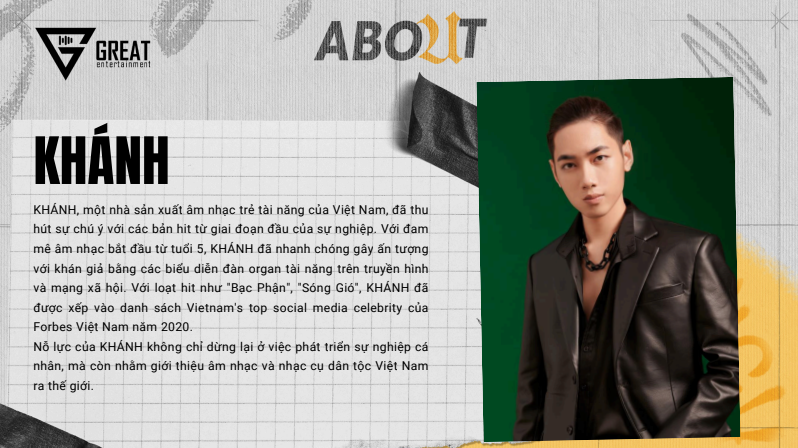 GREAT
entertainment
ABOUT
KHÁNH
KHÁNH, một nhà sản xuất âm nhạc trẻ tài năng của Việt Nam, đã thu
hút sự chú ý với các bản hit từ giai đoạn đầu của sự nghiệp. Với đam
mê âm nhạc bắt đầu từ tuổi 5, KHÁNH đã nhanh chóng gây ấn tượng
với khán giả bằng các biểu diễn đàn organ tài năng trên truyền hình
và mạng xã hội. Với loạt hit như "Bạc Phận", "Sóng Gió", KHÁNH đã
được xếp vào danh sách Vietnam's top social media celebrity của
Forbes Việt Nam năm 2020.
Nỗ lực của KHÁNH không chỉ dừng lại ở việc phát triển sự nghiệp cá
nhân, mà còn nhằm giới thiệu âm nhạc và nhạc cụ dân tộc Việt Nam
ra thế giới.